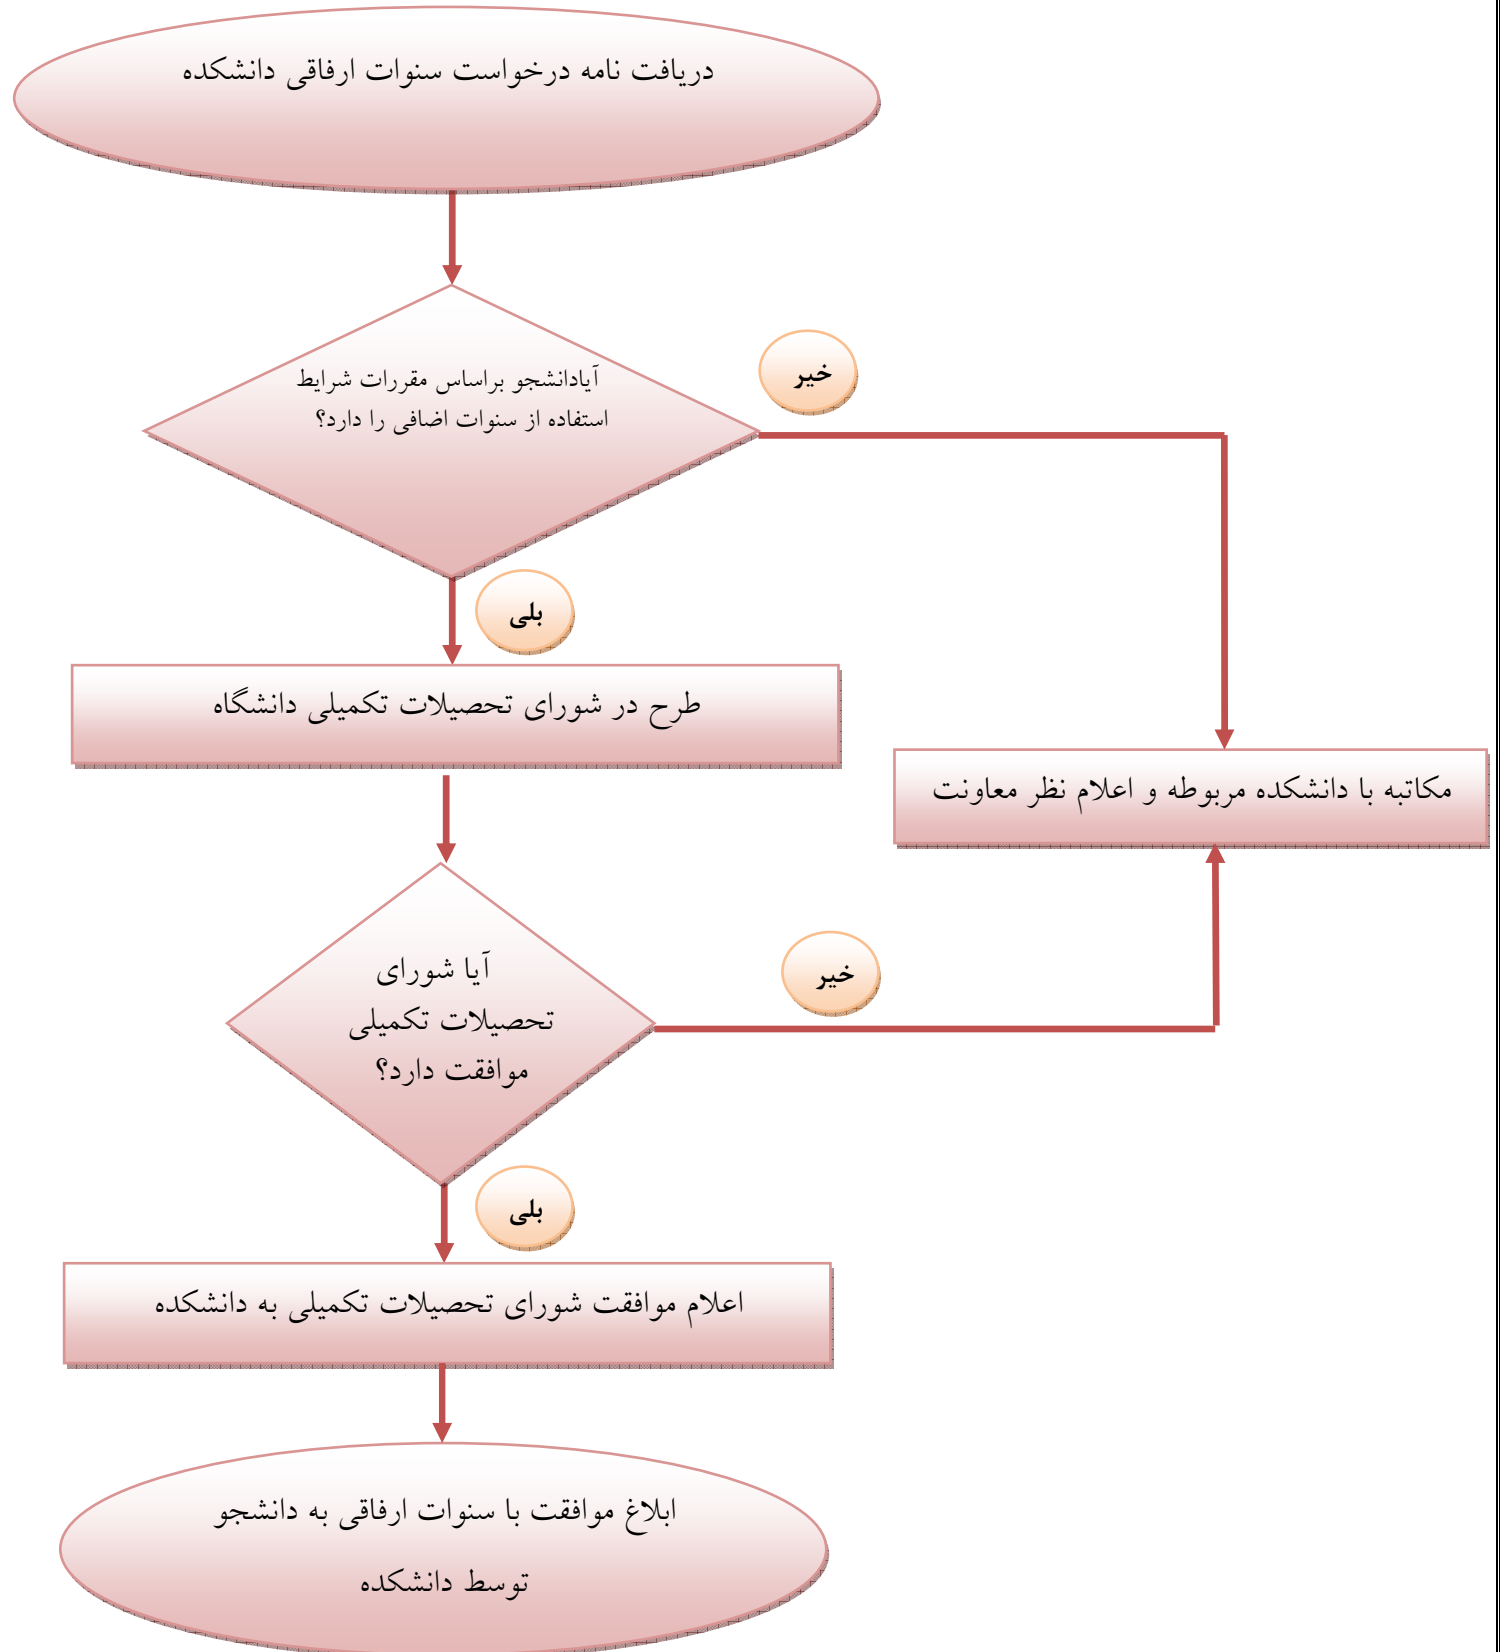 دریافت نامه درخواست سنوات ارفاقی دانشکده
خیر
آیادانشجو براساس مقررات شرایط
استفاده از سنوات اضافی را دارد؟
بلی
طرح در شورای تحصیلات تکمیلی دانشگاه
مکاتبه با دانشکده مربوطه و اعلام نظر معاونت
آیا شورای
تحصیلات تکمیلی
موافقت دارد؟
خیر
بلی
اعلام موافقت شورای تحصیلات تکمیلی به دانشکده
ابلاغ موافقت با سنوات ارفاقی به دانشجو
توسط دانشکده